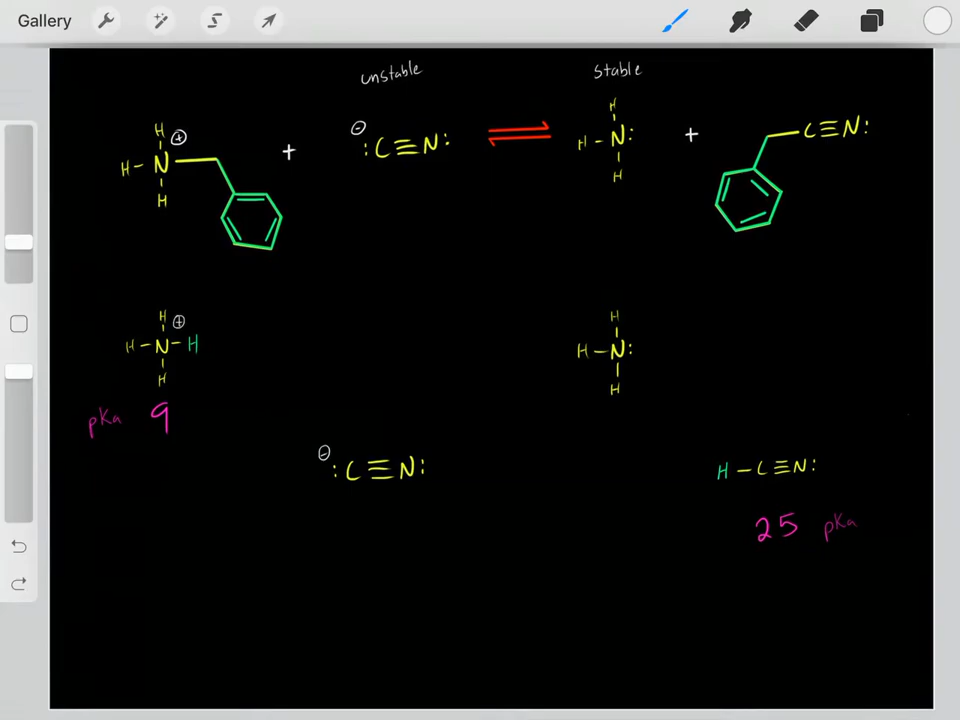 Gallery
unstable
stable
H
H–N⊕
H
+
⊖
:C≡N:
⇌
H
H–N:
H
+
C≡N:
H
H–N–H ⊕
H
H
H–N:
H
pKa 9
⊖
:C≡N:
H–C≡N:
25 pKa